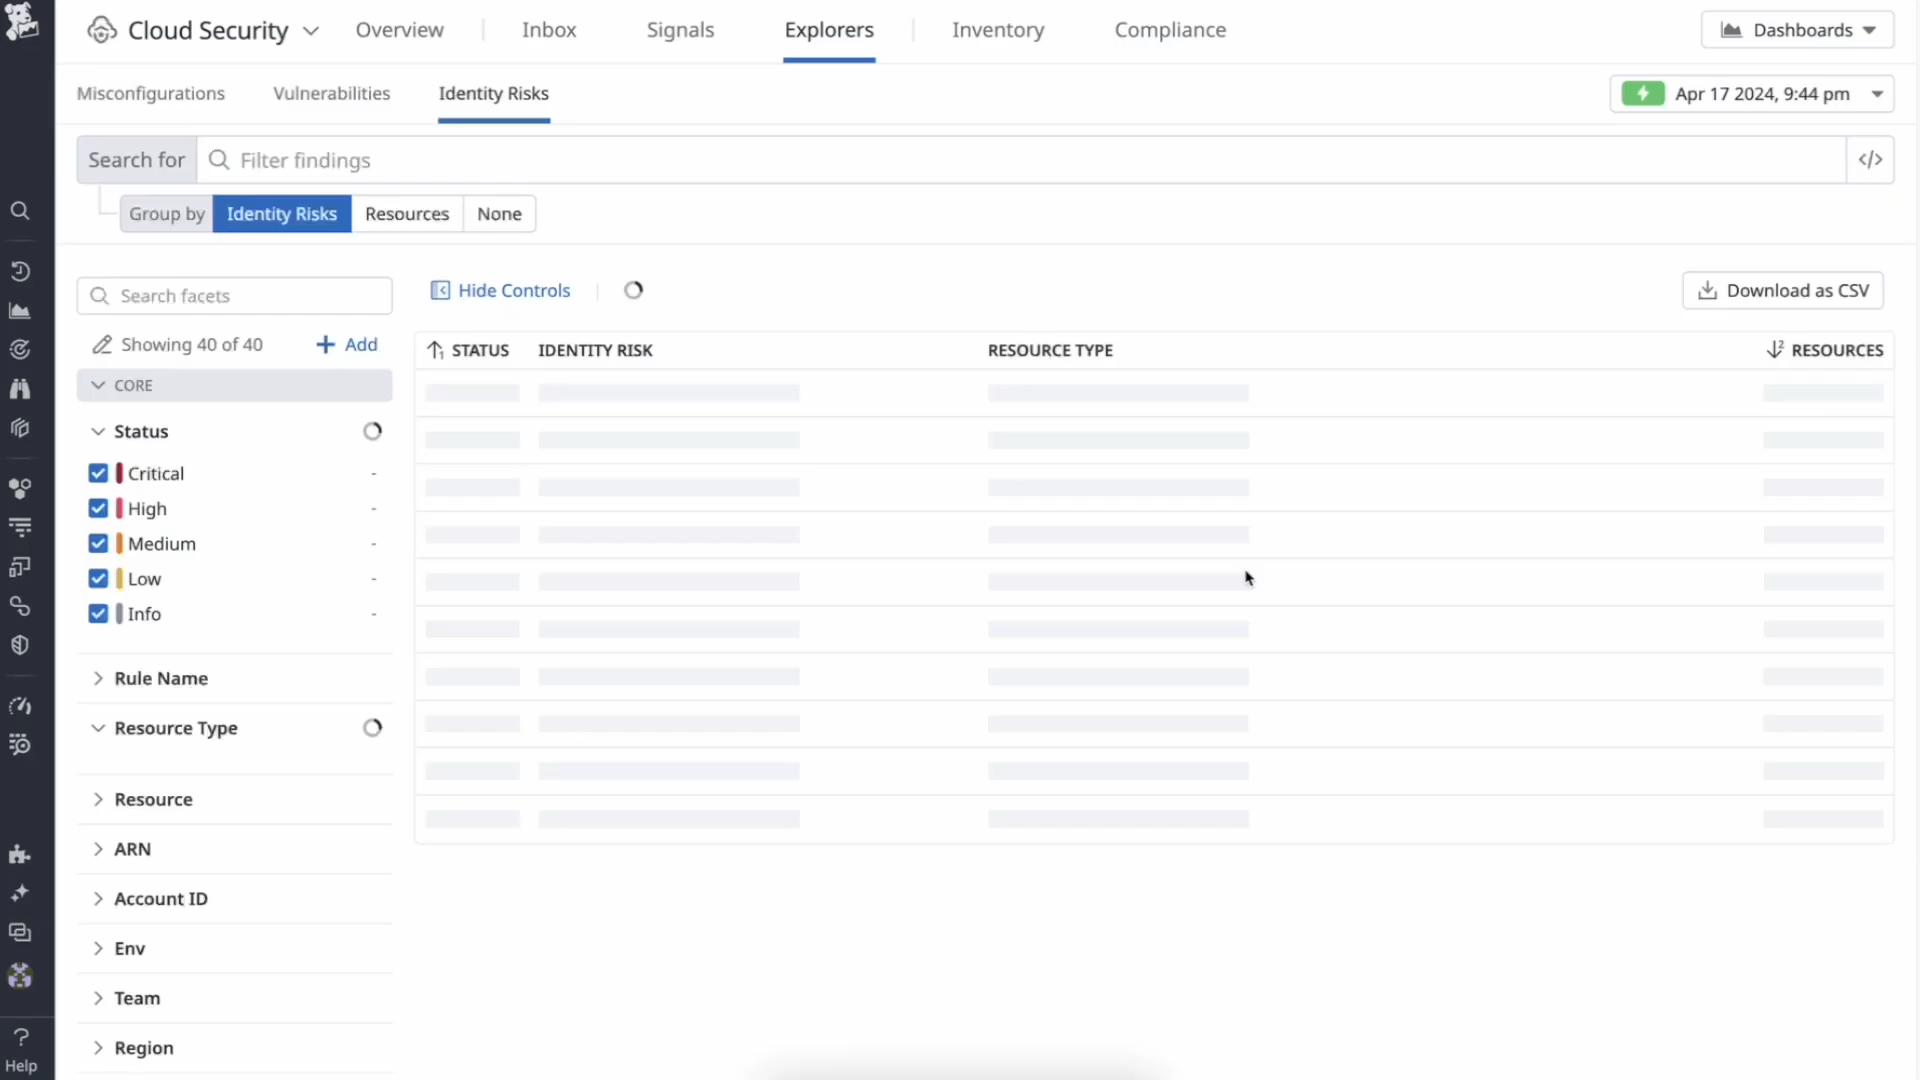 Cloud Security Overview Inbox Signals Explorers Inventory Compliance Dashboards
Misconfigurations Vulnerabilities Identity Risks Apr 17 2024, 9:44 pm
Search for Filter findings </>
Group by Identity Risks Resources None
Search facets Hide Controls Download as CSV
Showing 40 of 40 + Add
STATUS IDENTITY RISK RESOURCE TYPE RESOURCES
CORE
Status
Critical -
High -
Medium -
Low -
Info -
Rule Name
Resource Type
Resource
ARN
Account ID
Env
Team
Region
? Help